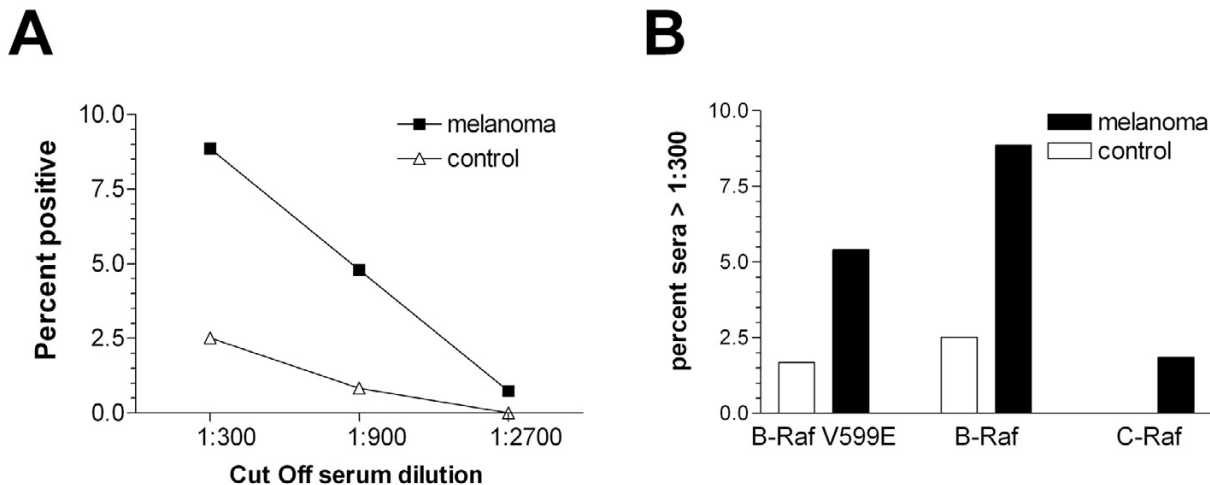 A
Percent positive
10.0
7.5
5.0
2.5
0.0
melanoma
control
1:300
1:900
1:2700
Cut Off serum dilution
B
percent sera > 1:300
10.0
7.5
5.0
2.5
0.0
melanoma
control
B-Raf V599E
B-Raf
C-Raf